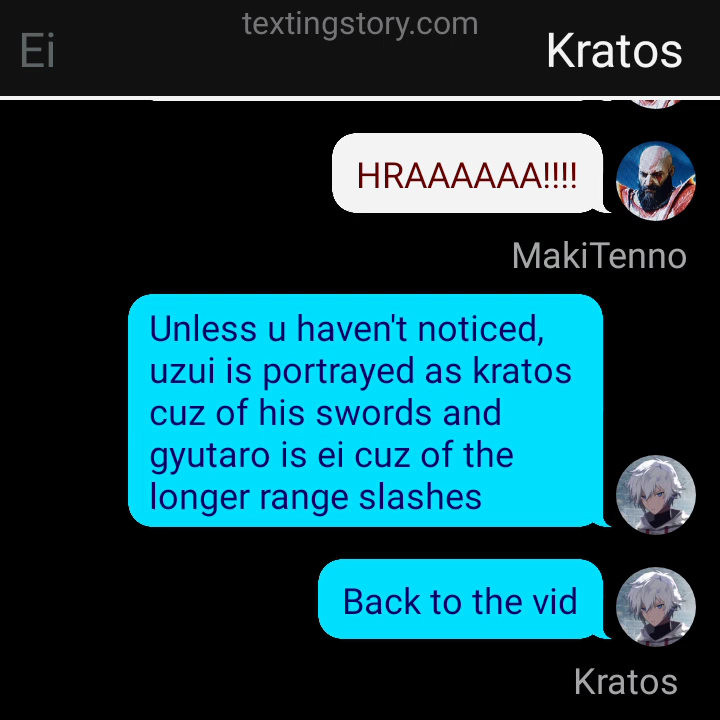 textingstory.com
Ei
Kratos
HRAAAAAA!!!!
MakiTenno
Unless u haven't noticed,
uzui is portrayed as kratos
cuz of his swords and
gyutaro is ei cuz of the
longer range slashes
Back to the vid
Kratos